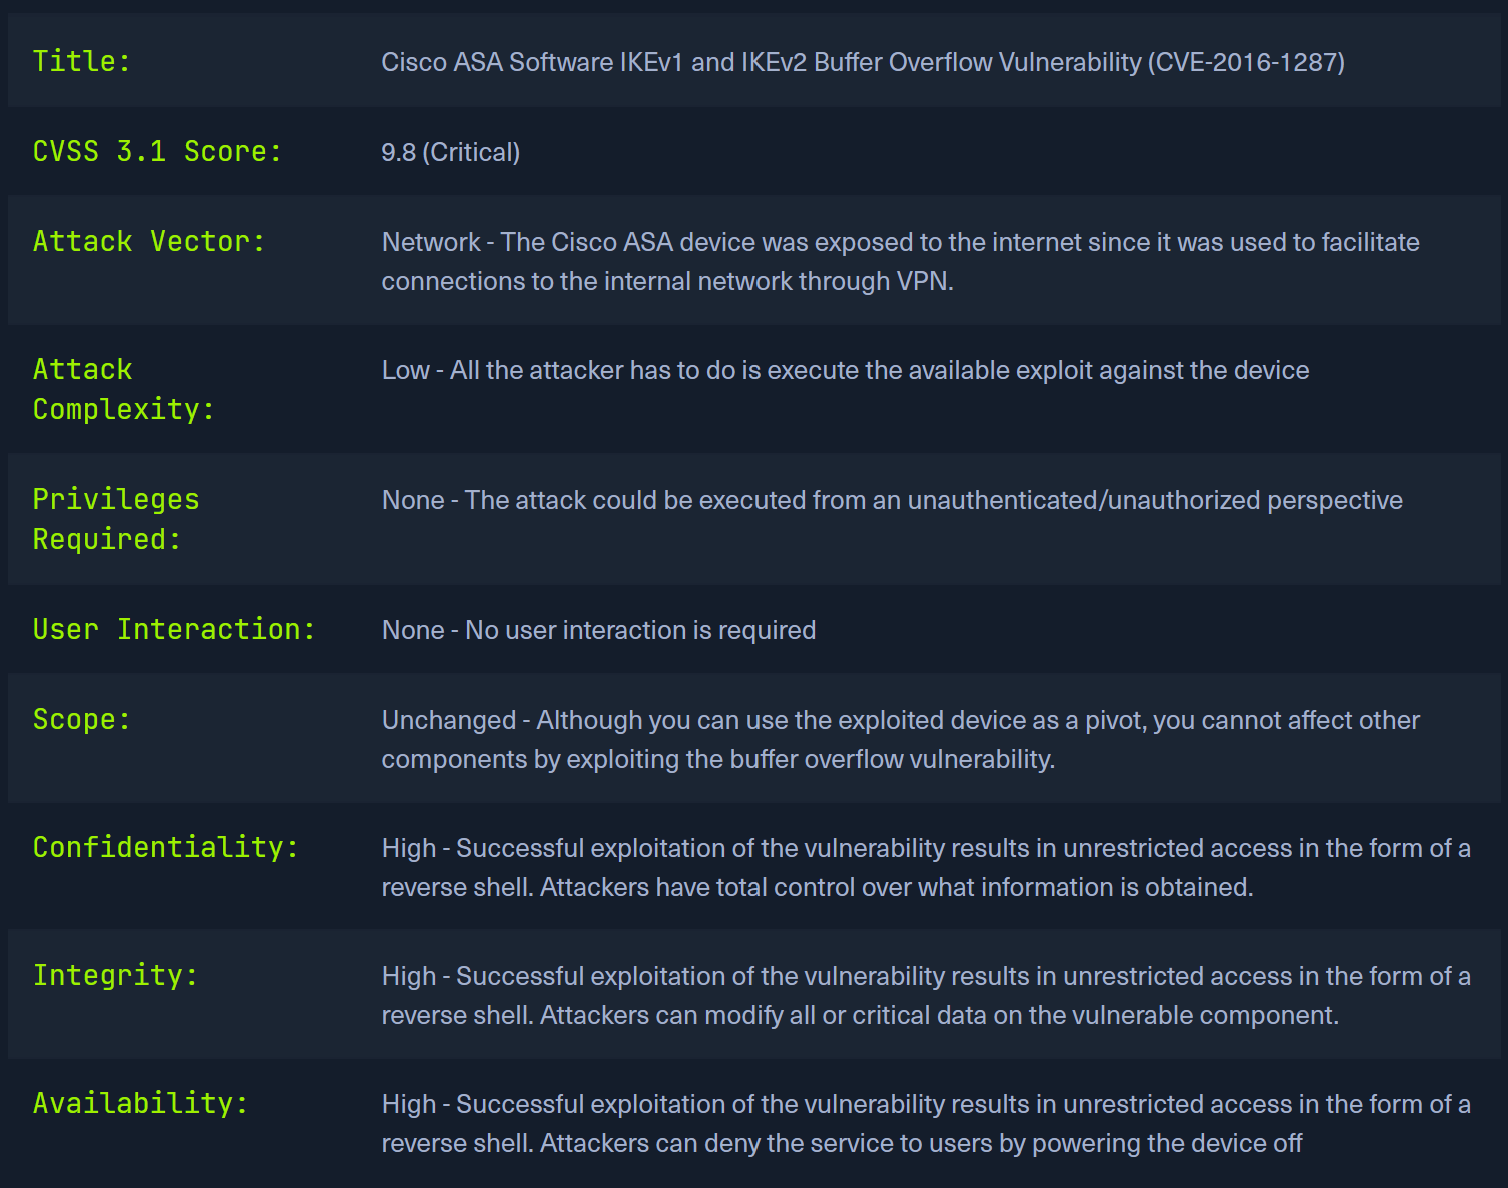 Title:
Cisco ASA Software IKEv1 and IKEv2 Buffer Overflow Vulnerability (CVE-2016-1287)
CVSS 3.1 Score:
9.8 (Critical)
Attack Vector:
Network - The Cisco ASA device was exposed to the internet since it was used to facilitate
connections to the internal network through VPN.
Attack
Complexity:
Low - All the attacker has to do is execute the available exploit against the device
Privileges
Required:
None - The attack could be executed from an unauthenticated/unauthorized perspective
User Interaction:
None - No user interaction is required
Scope:
Unchanged - Although you can use the exploited device as a pivot, you cannot affect other
components by exploiting the buffer overflow vulnerability.
Confidentiality:
High - Successful exploitation of the vulnerability results in unrestricted access in the form of a
reverse shell. Attackers have total control over what information is obtained.
Integrity:
High - Successful exploitation of the vulnerability results in unrestricted access in the form of a
reverse shell. Attackers can modify all or critical data on the vulnerable component.
Availability:
High - Successful exploitation of the vulnerability results in unrestricted access in the form of a
reverse shell. Attackers can deny the service to users by powering the device off